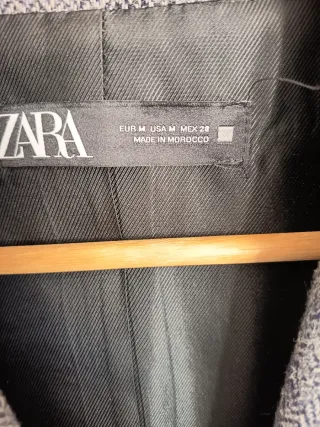 ZARA
EUR M USA M MEX 28
MADE IN MOROCCO